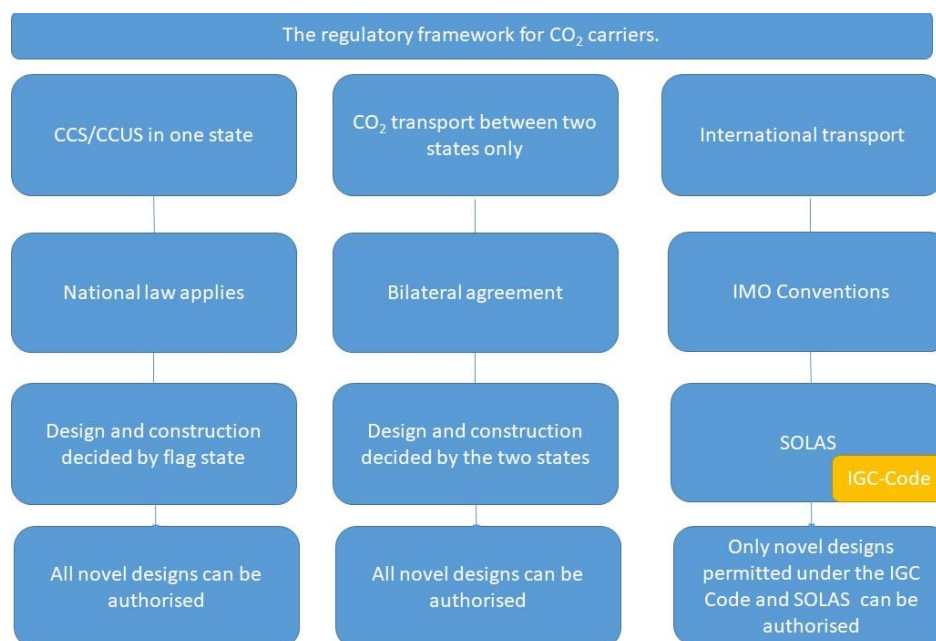 The regulatory framework for CO₂ carriers.
CCS/CCUS in one state
CO₂ transport between two
states only
International transport
National law applies
Bilateral agreement
IMO Conventions
Design and construction
decided by flag state
Design and construction
decided by the two states
SOLAS
IGC-Code
All novel designs can be
authorised
All novel designs can be
authorised
Only novel designs
permitted under the IGC
Code and SOLAS can be
authorised